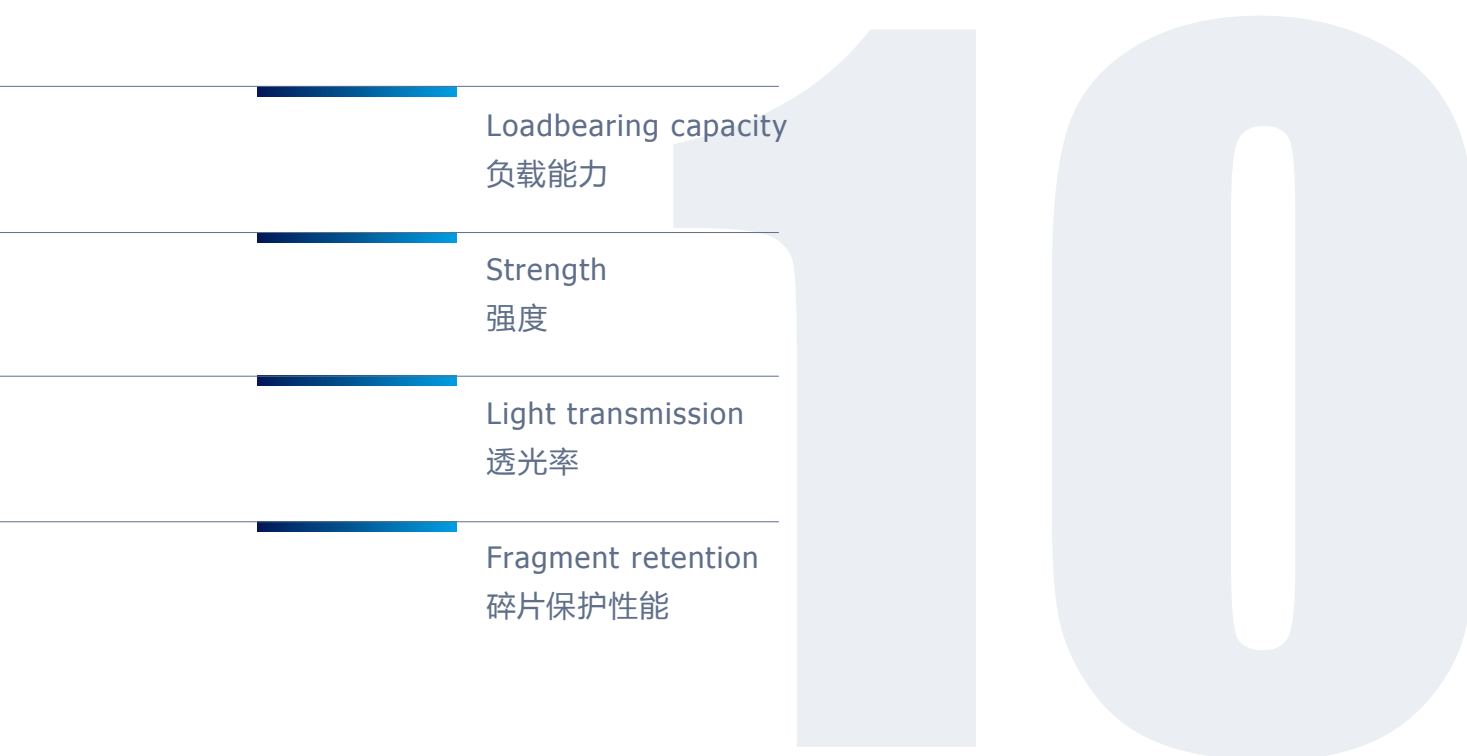 Loadbearing capacity
负载能力
Strength
强度
Light transmission
透光率
Fragment retention
碎片保护性能
10